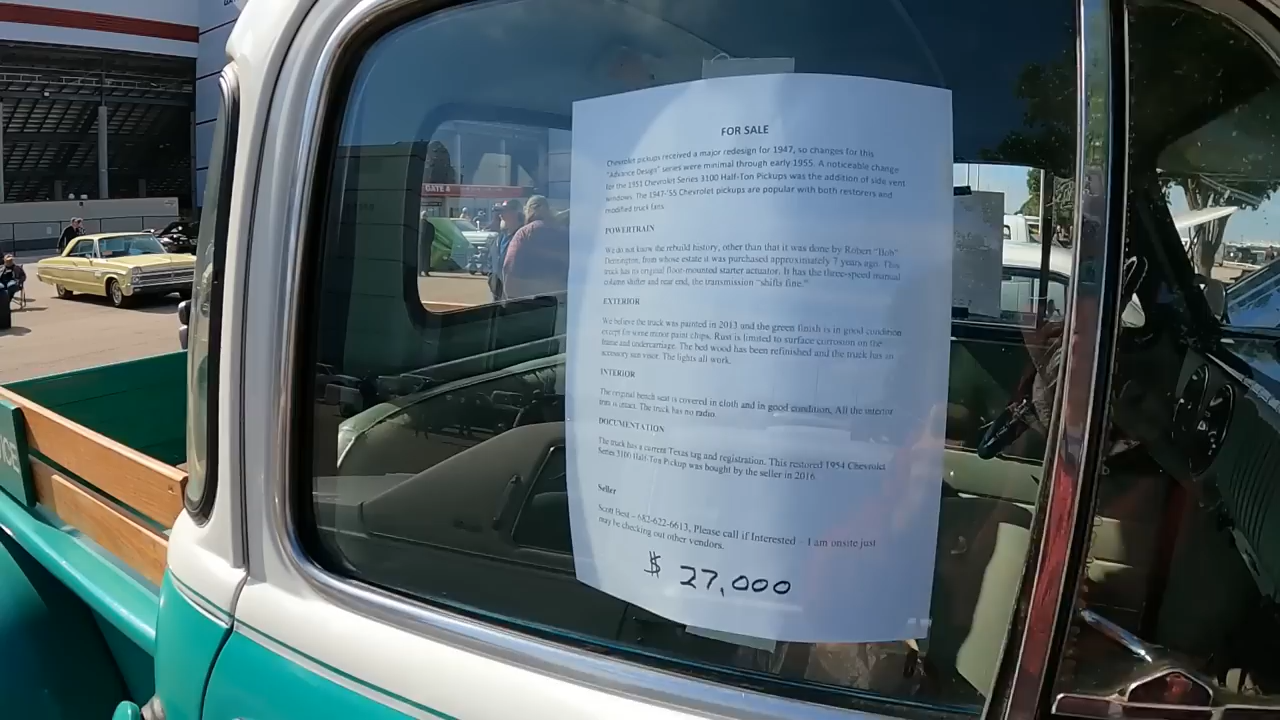 GATE 8
ICE
FOR SALE
Chevrolet pickups received a major redesign for 1947, so changes for this
"Advance Design" series were minimal through early 1955. A noticeable change
for the 1951 Chevrolet Series 3100 Half-Ton Pickups was the addition of side vent
windows. The 1947-'55 Chevrolet pickups are popular with both restorers and
modified truck fans.
POWERTRAIN
We do not know the rebuild history, other than that it was done by Robert "Bob"
from whose estate it was purchased approximately 7 years ago. This
truck has its original floor-mounted starter actuator. It has the three-speed manual
column shifter and rear end, the transmission "shifts fine."
EXTERIOR
We believe the truck was painted in 2013 and the green finish is in good condition
except for some minor paint chips. Rust is limited to surface corrosion on the
frame and undercarriage. The bed wood has been refinished and the truck has an
accessory sun visor. The lights all work.
INTERIOR
The original bench seat is covered in cloth and in good condition. All the interior
trim is intact. The truck has no radio.
DOCUMENTATION
The truck has a current Texas tag and registration. This restored 1954 Chevrolet
Series 3100 Half-Ton Pickup was bought by the seller in 2016.
Seller
Scott Best – 682-622-6613, Please call if Interested – I am onsite just
may be checking out other vendors.
$ 27,000